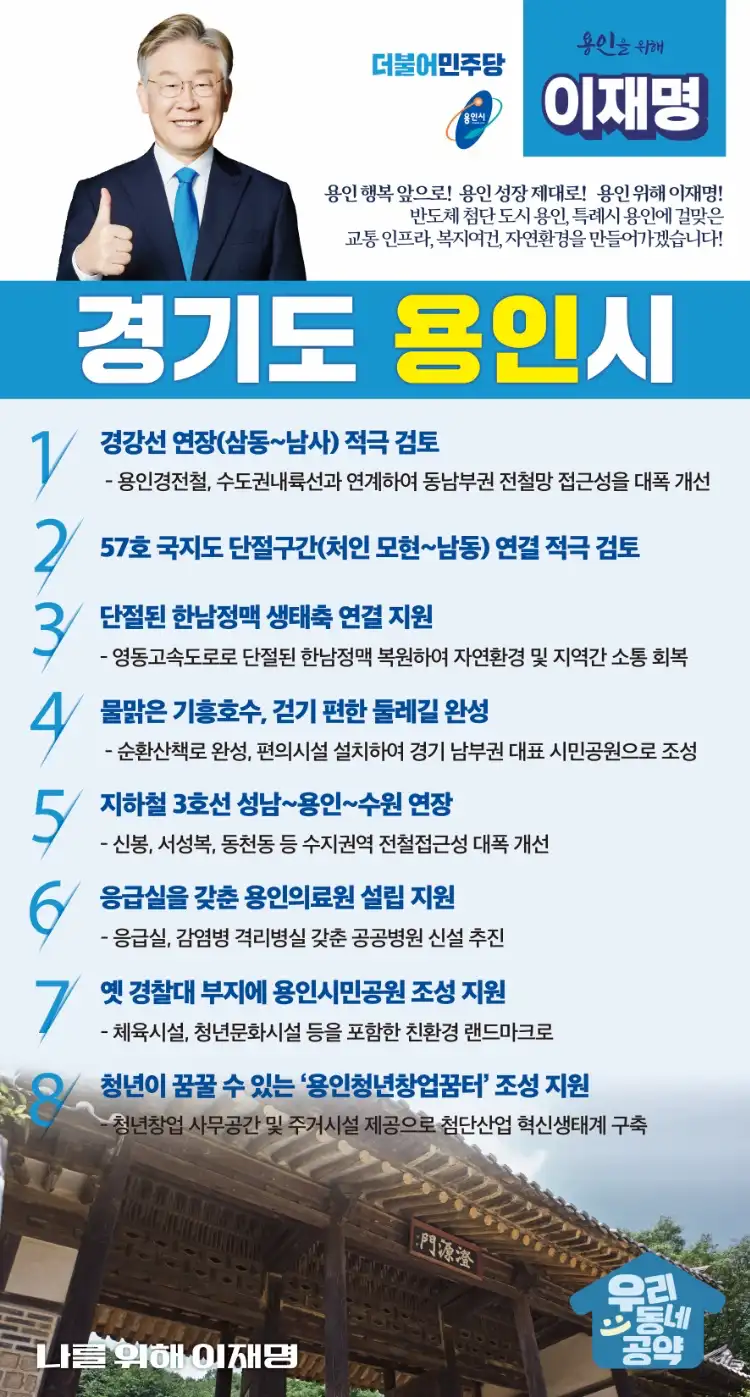 더불어민주당
용인시
용인을 위해
이재명
용인 행복 앞으로! 용인 성장 제대로! 용인 위해 이재명!
반도체 첨단 도시 용인, 특례시 용인에 걸맞은
교통 인프라, 복지여건, 자연환경을 만들어가겠습니다!
경기도 용인시
1 경강선 연장(삼동~남사) 적극 검토
- 용인경전철, 수도권내륙선과 연계하여 동남부권 전철망 접근성을 대폭 개선
2 57호 국지도 단절구간(처인 모현~남동) 연결 적극 검토
3 단절된 한남정맥 생태축 연결 지원
- 영동고속도로로 단절된 한남정맥 복원하여 자연환경 및 지역간 소통 회복
4 물맑은 기흥호수, 걷기 편한 둘레길 완성
- 순환산책로 완성, 편의시설 설치하여 경기 남부권 대표 시민공원으로 조성
5 지하철 3호선 성남~용인~수원 연장
- 신봉, 서성복, 동천동 등 수지권역 전철접근성 대폭 개선
6 응급실을 갖춘 용인의료원 설립 지원
- 응급실, 감염병 격리병실 갖춘 공공병원 신설 추진
7 옛 경찰대 부지에 용인시민공원 조성 지원
- 체육시설, 청년문화시설 등을 포함한 친환경 랜드마크로
8 청년이 꿈꿀 수 있는 ‘용인청년창업꿈터’ 조성 지원
- 청년창업 사무공간 및 주거시설 제공으로 첨단산업 혁신생태계 구축
門源澄
우리
동네
공약
나를 위해 이재명